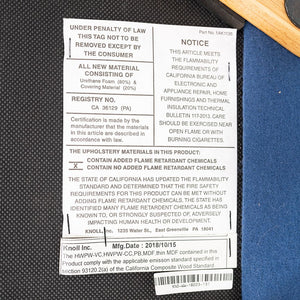 Part No. 1AK1C30
UNDER PENALTY OF LAW
THIS TAG NOT TO BE
REMOVED EXCEPT BY
THE CONSUMER
ALL NEW MATERIAL
CONSISTING OF
Urethane Foam (80%) &
Covering Material (20%)
REGISTRY NO.
CA 36129 (PA)
Certification is made by
the manufacturer that the materials
in this article are described in
accordance with law.
NOTICE
THIS ARTICLE MEETS
THE FLAMMABILITY
REQUIREMENTS OF
CALIFORNIA BUREAU OF
ELECTRONIC AND
APPLIANCE REPAIR, HOME
FURNISHINGS AND THERMAL
INSULATION TECHNICAL
BULLETIN 117-2013. CARE
SHOULD BE EXERCISED NEAR
OPEN FLAME OR WITH
BURNING CIGARETTES.
THE UPHOLSTERY MATERIALS IN THIS PRODUCT:
CONTAIN ADDED FLAME RETARDANT CHEMICALS
X CONTAIN NO ADDED FLAME RETARDANT CHEMICALS
THE STATE OF CALIFORNIA HAS UPDATED THE FLAMMABILITY
STANDARD AND DETERMINED THAT THE FIRE SAFETY
REQUIREMENTS FOR THIS PRODUCT CAN BE MET WITHOUT
ADDING FLAME RETARDANT CHEMICALS. THE STATE HAS
IDENTIFIED MANY FLAME RETARDANT CHEMICALS AS BEING
KNOWN TO, OR STRONGLY SUSPECTED OF, ADVERSELY
IMPACTING HUMAN HEALTH OR DEVELOPMENT.
KNOLL, INC. 1235 Water St., East Greenville, PA 18041
Knoll Inc. Mfg.Date : 2018/10/15
The HWPW-VC,HWPW-CC,PB,MDF,thin MDF contained in this
Product comply with the applicable emission standard specified in
section 93120.2(a) of the California Composite Wood Standard